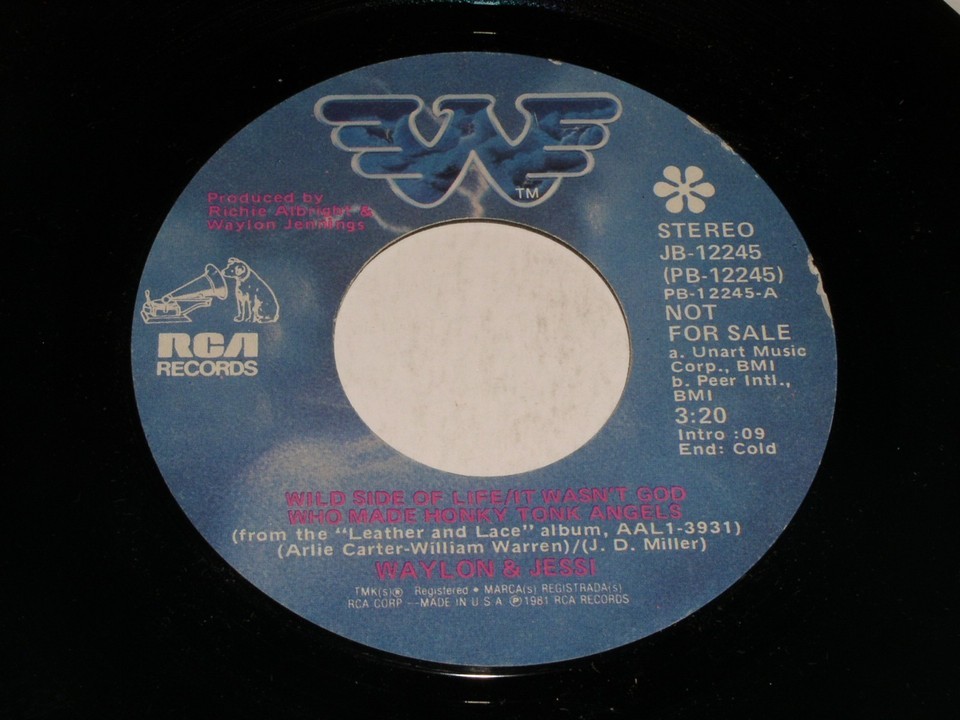 W
TM
Produced by
Richie Albright &
Waylon Jennings
RCA
RECORDS
STEREO
JB-12245
(PB-12245)
PB-12245-A
NOT
FOR SALE
a. Unart Music
Corp., BMI
b. Peer Intl.,
BMI
3:20
Intro :09
End: Cold
WILD SIDE OF LIFE/IT WASN'T GOD
WHO MADE HONKY TONK ANGELS
(from the "Leather and Lace" album, AAL1-3931)
(Arlie Carter-William Warren)/(J. D. Miller)
WAYLON & JESSI
TMK(s)® Registered • MARCA(s) REGISTRADA(s)
RCA CORP ---MADE IN U S A ℗1981 RCA RECORDS